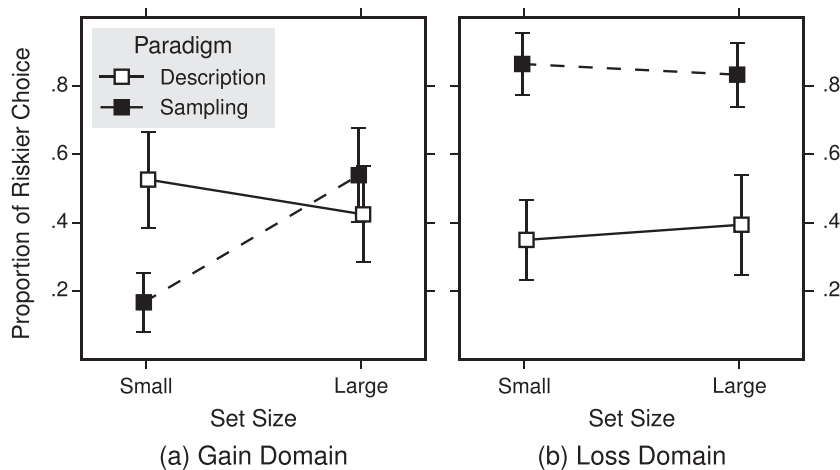 Proportion of Riskier Choice
Paradigm
Description
Sampling
.8
.6
.4
.2
.8
.6
.4
.2
Small
Large
Small
Large
Set Size
Set Size
(a) Gain Domain
(b) Loss Domain